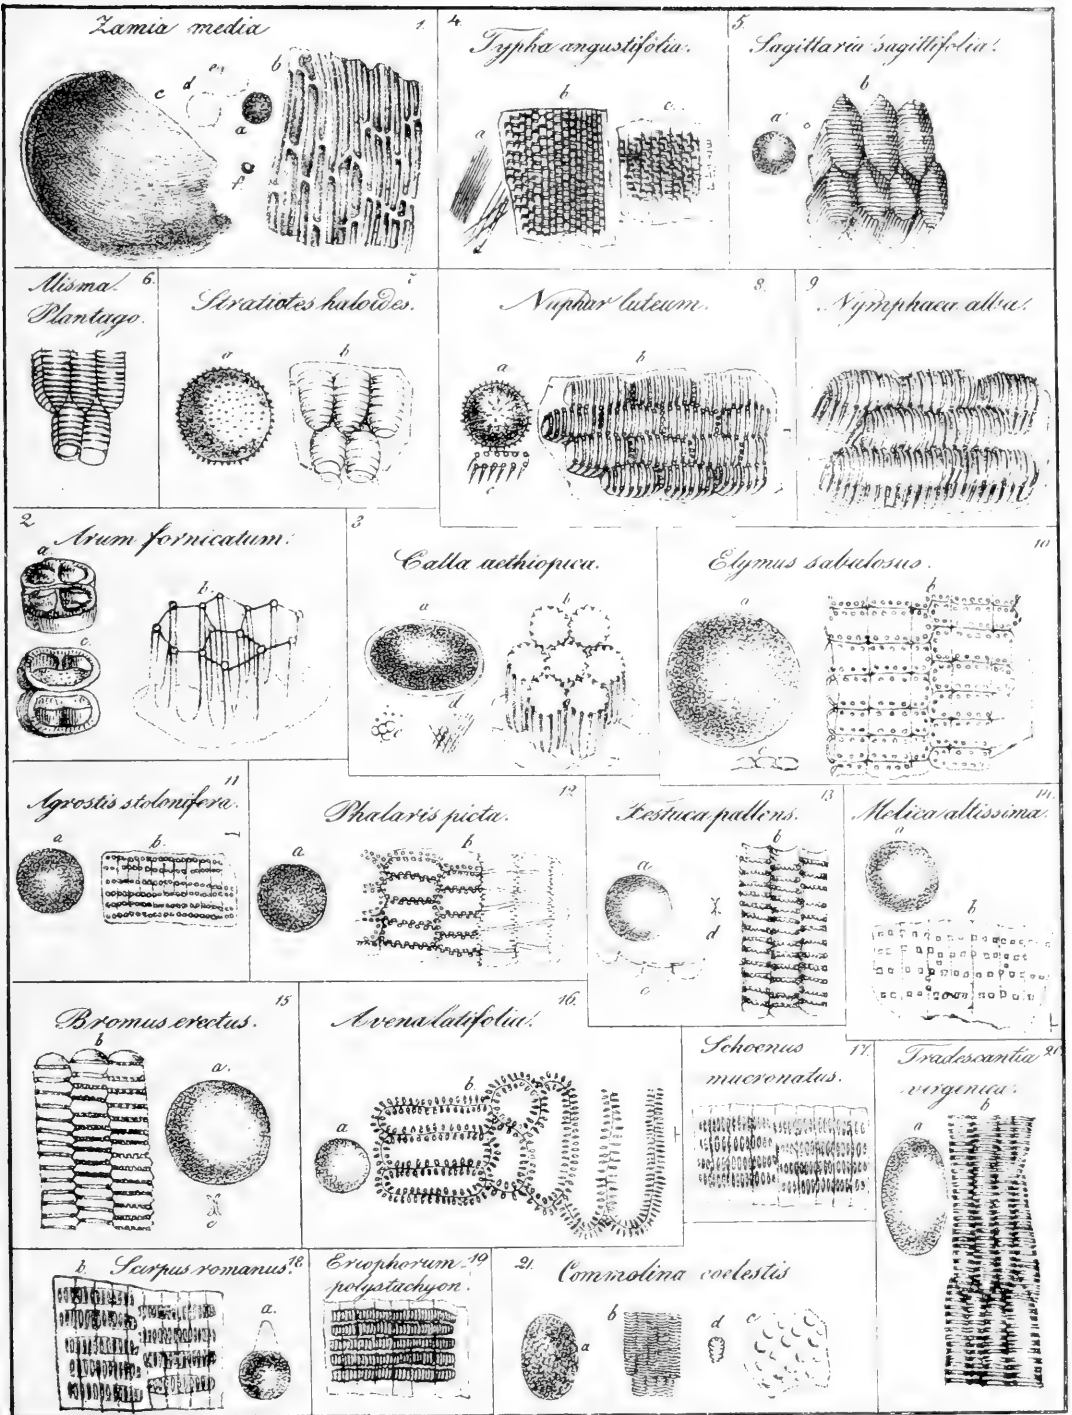 Zamia media
1.
a
b
c
d
e
f
4.
Typha angustifolia.
a
b
c.
5.
Sagittaria sagittifolia.
a
b
Alisma
6.
Plantago.
Stratiotes haloides.
7
a
b
Nuphar luteum.
8.
a
b
c
9
Nymphaea alba.
2
Arum fornicatum.
a.
b.
c.
3
Calla aethiopica.
a
b
c
d
Elymus sabulosus.
10.
a
b
c
11
Agrostis stolonifera.
a
b.
12.
Phalaris picta.
a.
b
Festuca pallens.
13
a
b
c
d
14.
Melica altissima.
a
b
15
Bromus erectus.
a.
b
c
Avena latifolia.
16.
a
b.
Schoenus
17.
mucronatus.
Tradescantia
20.
virginica.
a
b
b
Scirpus romanus.
18.
a.
Eriophorum
19
polystachyon.
21.
Commolina coelestis
a
b
c
d